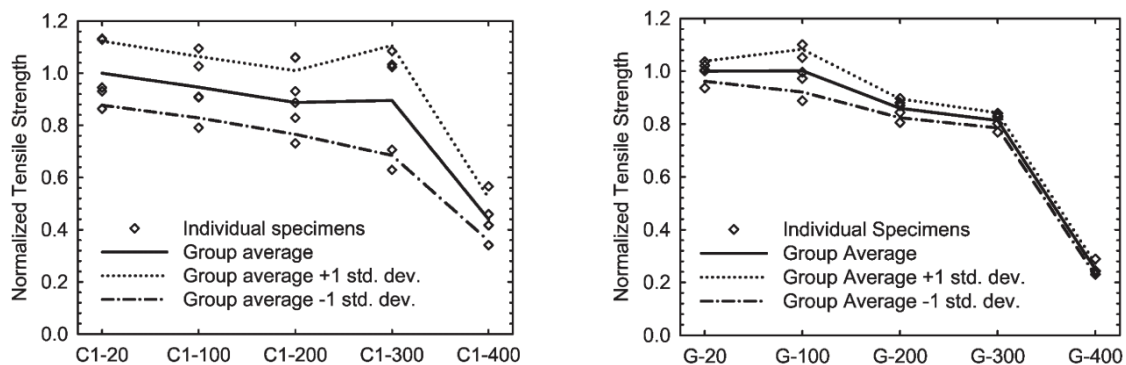 Normalized Tensile Strength
1.2
1.0
0.8
0.6
0.4
0.2
0.0
Individual specimens
Group average
Group average +1 std. dev.
Group average -1 std. dev.
C1-20 C1-100 C1-200 C1-300 C1-400
Normalized Tensile Strength
1.2
1.0
0.8
0.6
0.4
0.2
0.0
Individual Specimens
Group Average
Group Average +1 std. dev.
Group Average -1 std. dev.
G-20 G-100 G-200 G-300 G-400